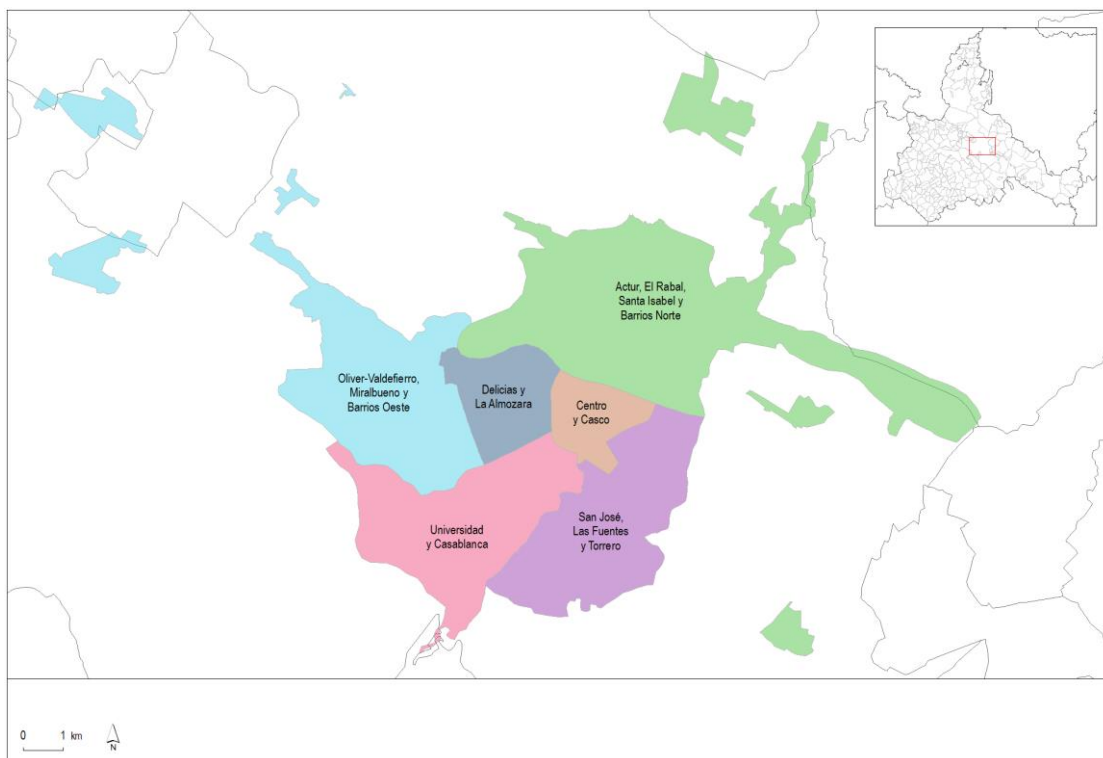 Actur, El Rabal,
Santa Isabel y
Barrios Norte
Oliver-Valdefierro,
Miralbueno y
Barrios Oeste
Delicias y
La Almozara
Centro
y Casco
Universidad
y Casablanca
San José,
Las Fuentes
y Torrero
0 1 km
N